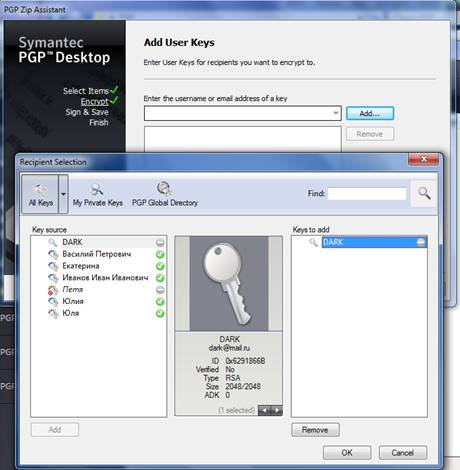 PGP Zip Assistant
Symantec
PGP™ Desktop
Select Items
Encrypt
Sign & Save
Finish
Add User Keys
Enter User Keys for recipients you want to encrypt to.
Enter the username or email address of a key
Add...
Remove
Recipient Selection
All Keys
My Private Keys
PGP Global Directory
Find:
Key source
DARK
Василий Петрович
Екатерина
Иванов Иван Иванович
Петя
Юлия
Юля
Add
DARK
dark@mail.ru
ID 0x6291866B
Verified No
Type RSA
Size 2048/2048
ADK 0
(1 selected)
Keys to add
DARK
Remove
OK
Cancel
PGP
PGP
PGP